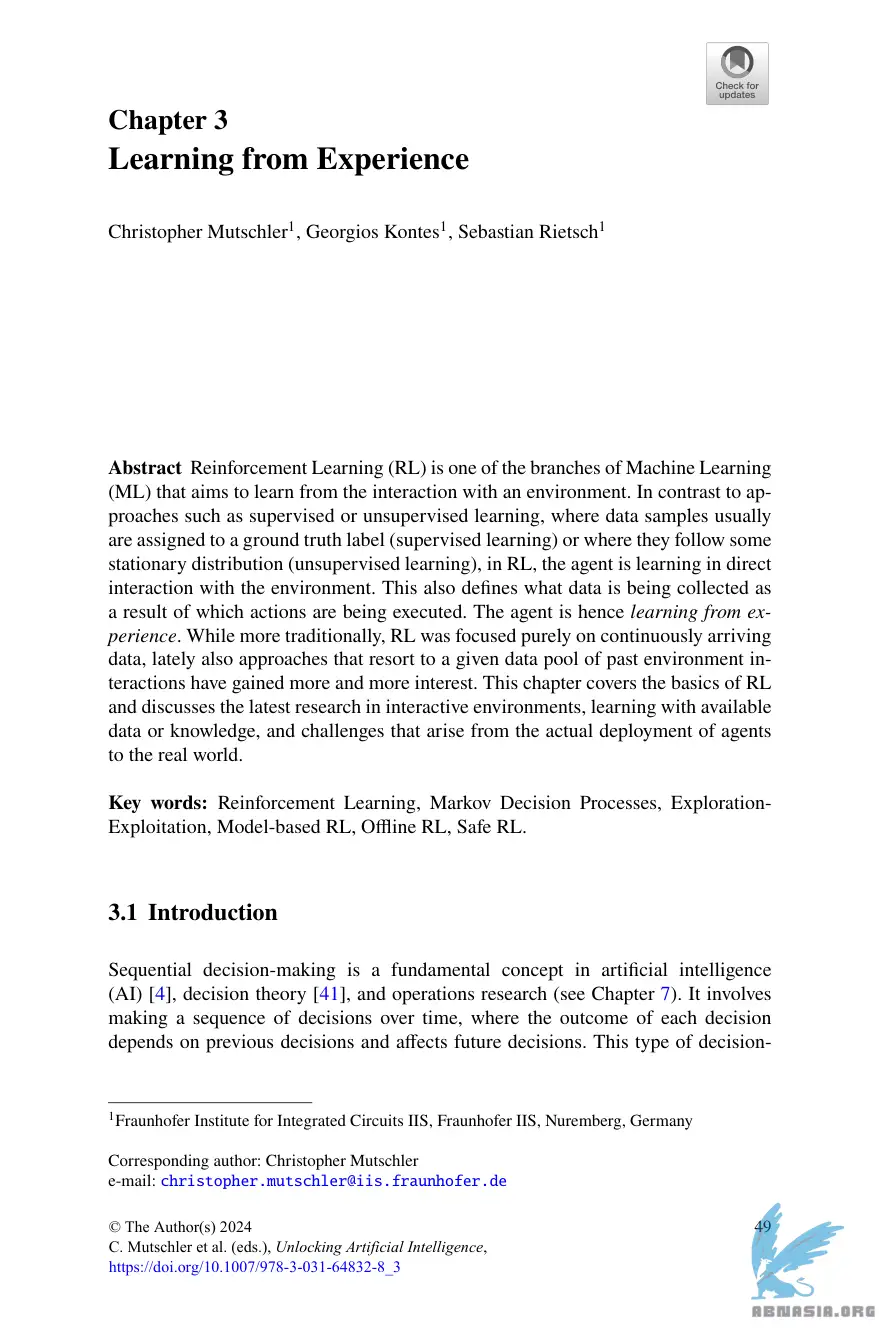 Check for
updates
Chapter 3
Learning from Experience
Christopher Mutschler¹, Georgios Kontes¹, Sebastian Rietsch¹
Abstract Reinforcement Learning (RL) is one of the branches of Machine Learning
(ML) that aims to learn from the interaction with an environment. In contrast to ap-
proaches such as supervised or unsupervised learning, where data samples usually
are assigned to a ground truth label (supervised learning) or where they follow some
stationary distribution (unsupervised learning), in RL, the agent is learning in direct
interaction with the environment. This also defines what data is being collected as
a result of which actions are being executed. The agent is hence learning from ex-
perience. While more traditionally, RL was focused purely on continuously arriving
data, lately also approaches that resort to a given data pool of past environment in-
teractions have gained more and more interest. This chapter covers the basics of RL
and discusses the latest research in interactive environments, learning with available
data or knowledge, and challenges that arise from the actual deployment of agents
to the real world.
Key words: Reinforcement Learning, Markov Decision Processes, Exploration-
Exploitation, Model-based RL, Offline RL, Safe RL.
3.1 Introduction
Sequential decision-making is a fundamental concept in artificial intelligence
(AI) [4], decision theory [41], and operations research (see Chapter 7). It involves
making a sequence of decisions over time, where the outcome of each decision
depends on previous decisions and affects future decisions. This type of decision-
¹Fraunhofer Institute for Integrated Circuits IIS, Fraunhofer IIS, Nuremberg, Germany
Corresponding author: Christopher Mutschler
e-mail: christopher.mutschler@iis.fraunhofer.de
© The Author(s) 2024
49
C. Mutschler et al. (eds.), Unlocking Artificial Intelligence,
https://doi.org/10.1007/978-3-031-64832-8_3
ABNASIA.ORG